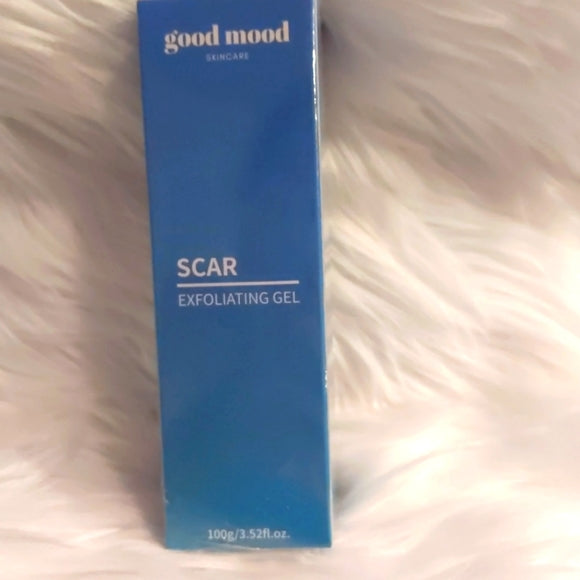 good mood
SKINCARE
SCAR
EXFOLIATING GEL
100g/3.52fl.oz.